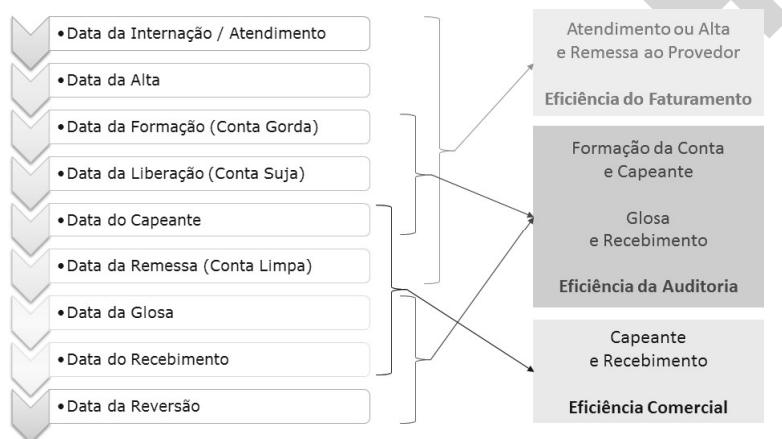 •Data da Internação / Atendimento
•Data da Alta
•Data da Formação (Conta Gorda)
•Data da Liberação (Conta Suja)
•Data do Capeante
•Data da Remessa (Conta Limpa)
•Data da Glosa
•Data do Recebimento
•Data da Reversão
Atendimento ou Alta
e Remessa ao Provedor
Eficiência do Faturamento
Formação da Conta
e Capeante
Glosa
e Recebimento
Eficiência da Auditoria
Capeante
e Recebimento
Eficiência Comercial